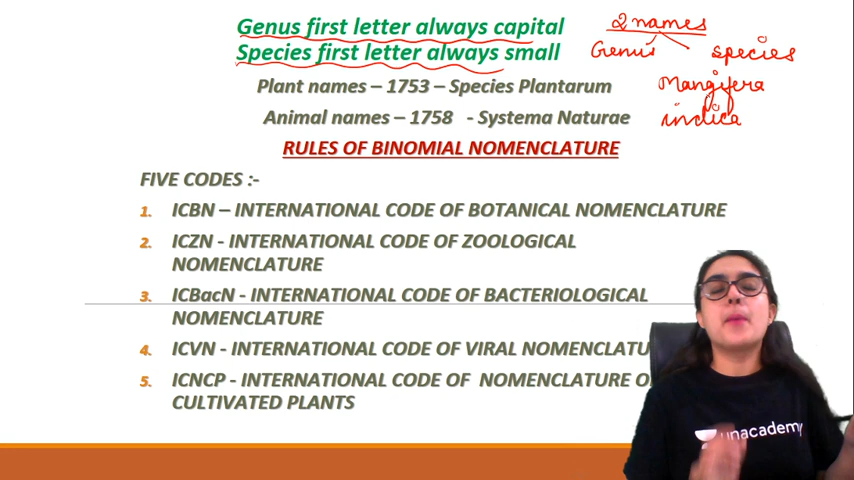 Genus first letter always capital
Species first letter always small
2 names
Genus species
Mangifera
indica
Plant names – 1753 – Species Plantarum
Animal names – 1758 - Systema Naturae
RULES OF BINOMIAL NOMENCLATURE
FIVE CODES :-
1. ICBN – INTERNATIONAL CODE OF BOTANICAL NOMENCLATURE
2. ICZN - INTERNATIONAL CODE OF ZOOLOGICAL
NOMENCLATURE
3. ICBacN - INTERNATIONAL CODE OF BACTERIOLOGICAL
NOMENCLATURE
4. ICVN - INTERNATIONAL CODE OF VIRAL NOMENCLATU
5. ICNCP - INTERNATIONAL CODE OF NOMENCLATURE O
CULTIVATED PLANTS
unacademy